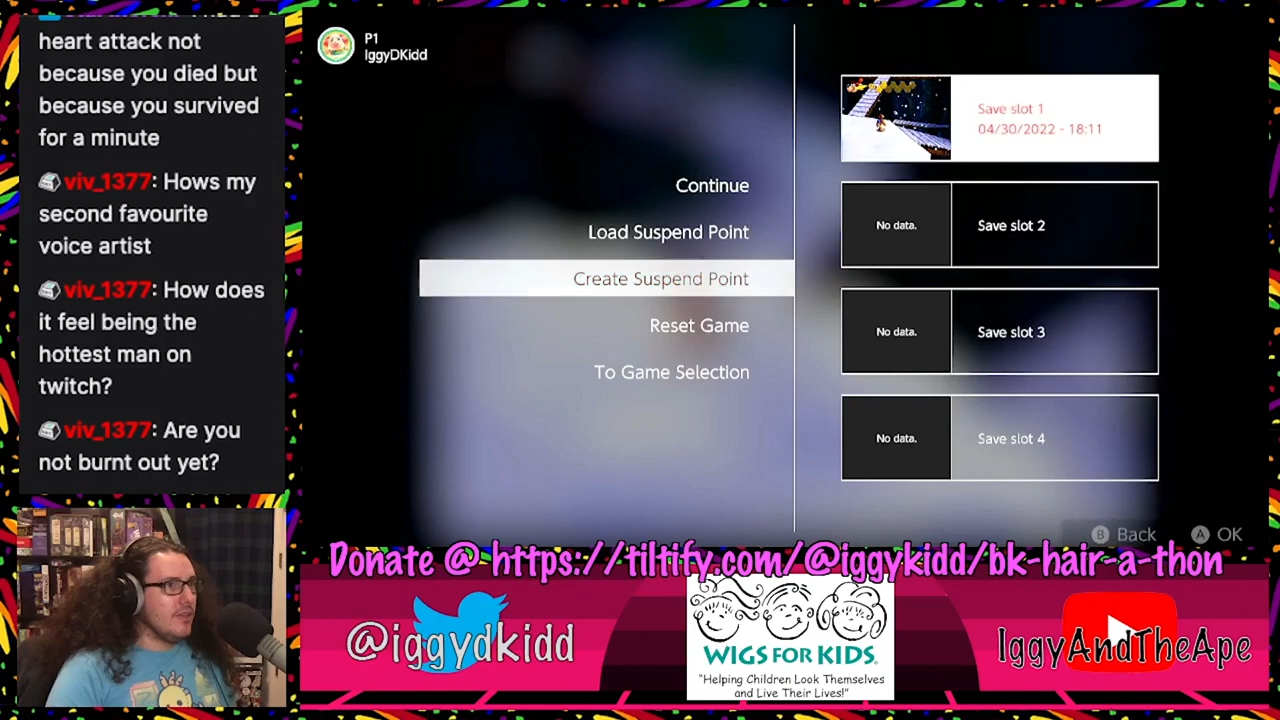 heart attack not
because you died but
because you survived
for a minute
viv_1377: Hows my
second favourite
voice artist
viv_1377: How does
it feel being the
hottest man on
twitch?
viv_1377: Are you
not burnt out yet?
P1
IggyDKidd
Continue
Load Suspend Point
Create Suspend Point
Reset Game
To Game Selection
Save slot 1
04/30/2022 - 18:11
No data.
Save slot 2
No data.
Save slot 3
No data.
Save slot 4
B Back A OK
Donate @ https://tiltify.com/@iggykidd/bk-hair-a-thon
@iggydkidd
WIGS FOR KIDS.
"Helping Children Look Themselves
and Live Their Lives!"
IggyAndTheApe